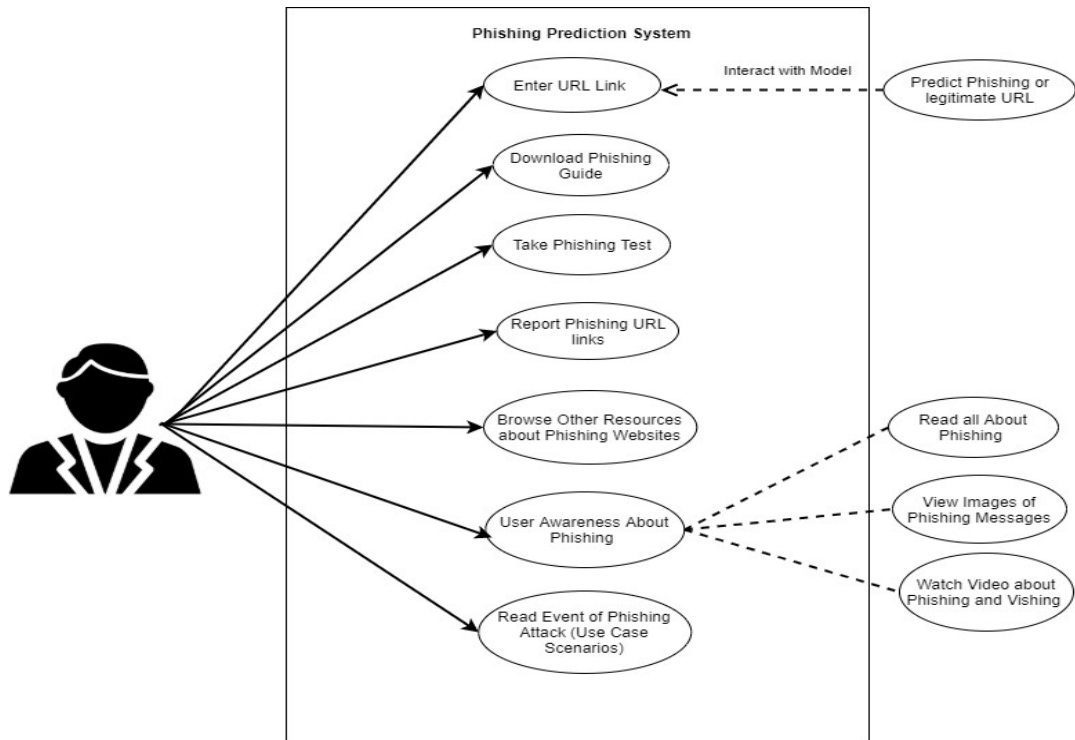 Phishing Prediction System
Enter URL Link
Interact with Model
Predict Phishing or
legitimate URL
Download Phishing
Guide
Take Phishing Test
Report Phishing URL
links
Browse Other Resources
about Phishing Websites
User Awareness About
Phishing
Read all About
Phishing
View Images of
Phishing Messages
Watch Video about
Phishing and Vishing
Read Event of Phishing
Attack (Use Case
Scenarios)